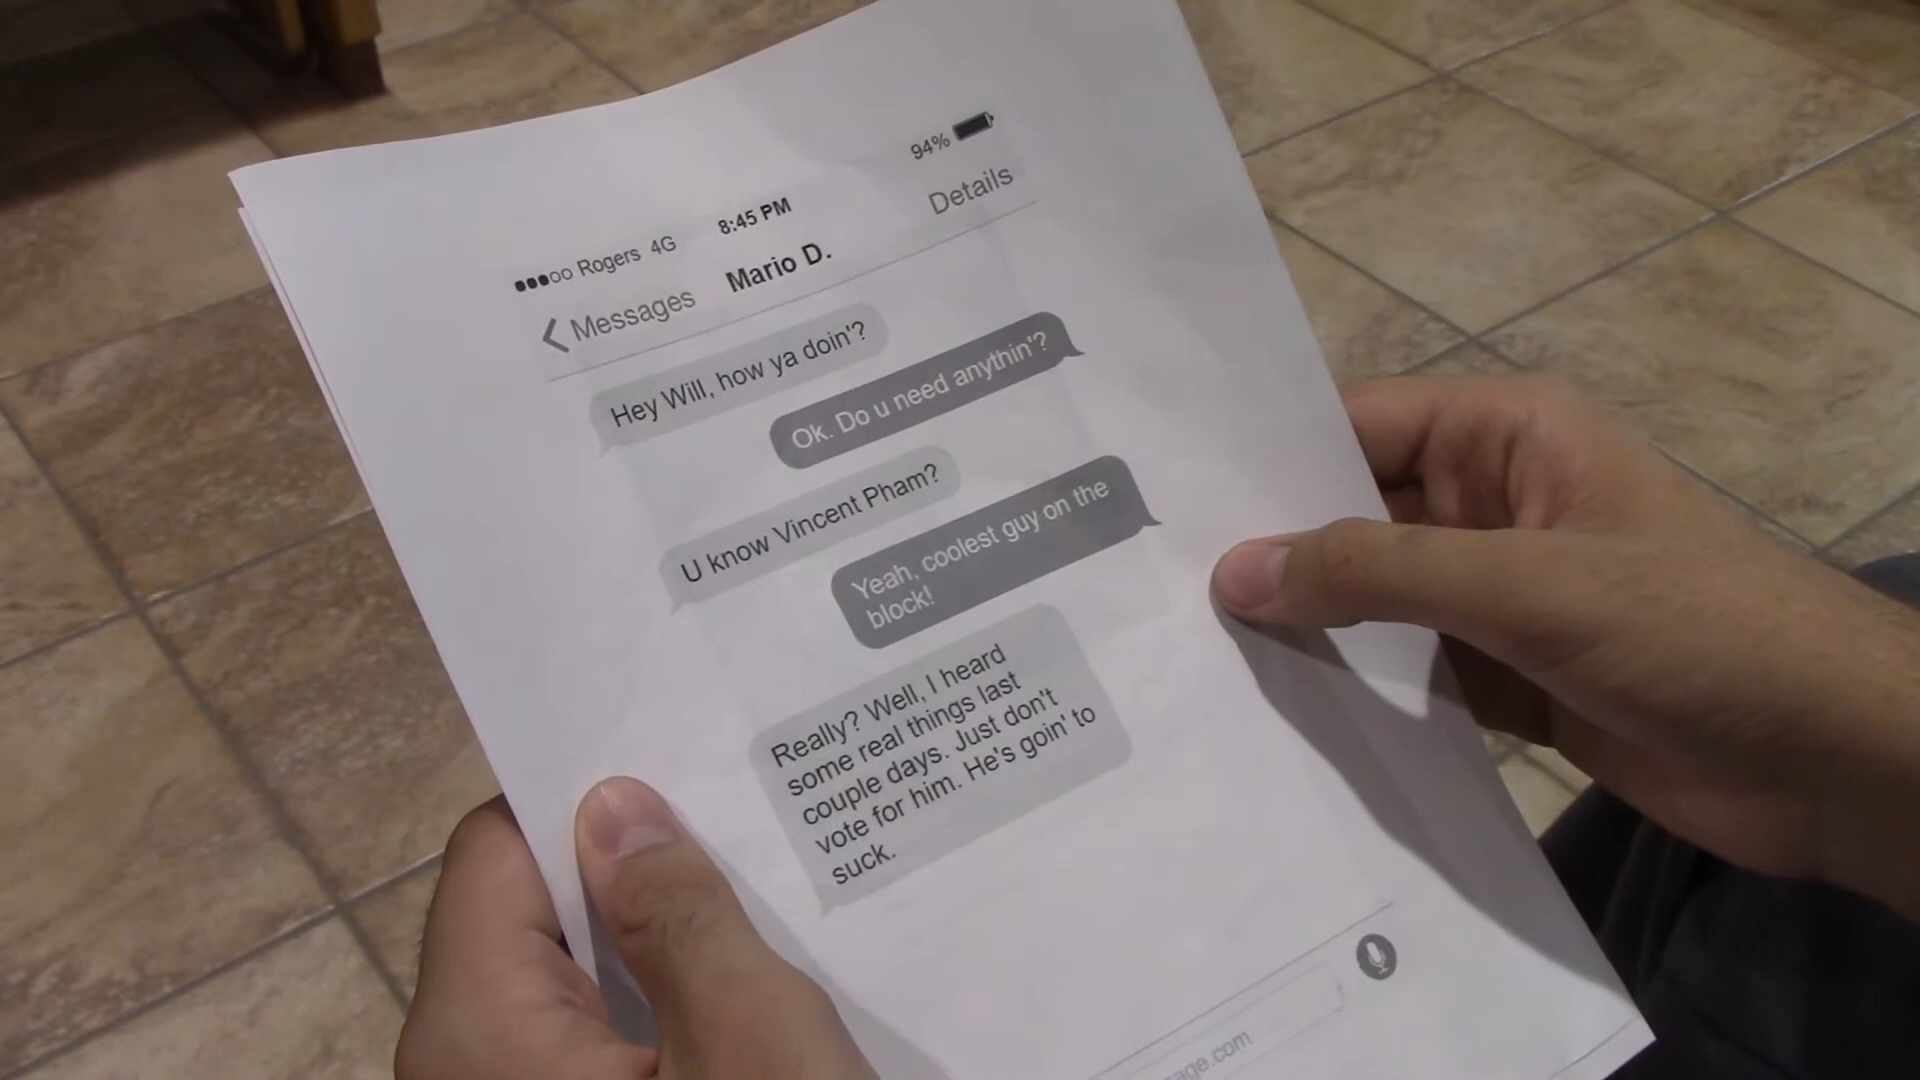 ●●●○○ Rogers 4G 8:45 PM 94%
Messages Mario D. Details
Hey Will, how ya doin'?
Ok. Do u need anythin'?
U know Vincent Pham?
Yeah, coolest guy on the
block!
Really? Well, I heard
some real things last
couple days. Just don't
vote for him. He's goin' to
suck.